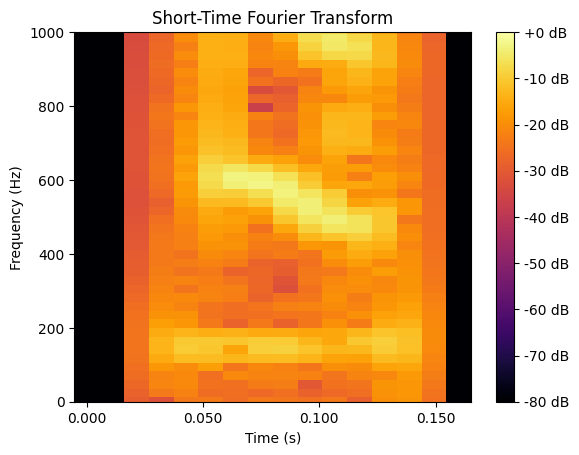 Short-Time Fourier Transform
Frequency (Hz)
1000
800
600
400
200
0
0.000
0.050
0.100
0.150
Time (s)
+0 dB
-10 dB
-20 dB
-30 dB
-40 dB
-50 dB
-60 dB
-70 dB
-80 dB